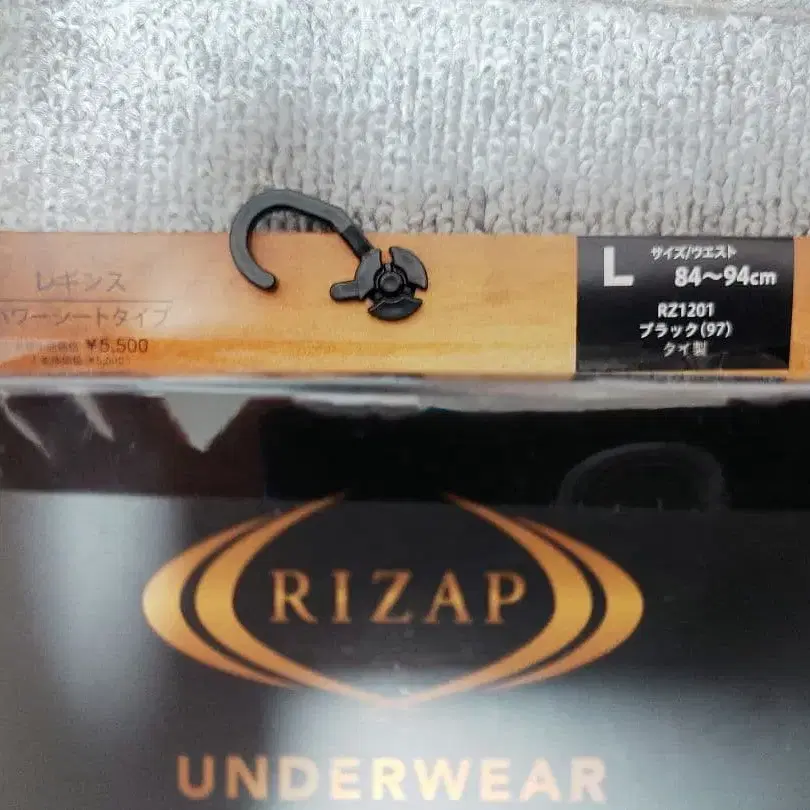 レギンス
パワーシートタイプ
¥5,500
L
サイズ/ウエスト
84～94cm
RZ1201
ブラック(97)
タイ製
RIZAP
UNDERWEAR